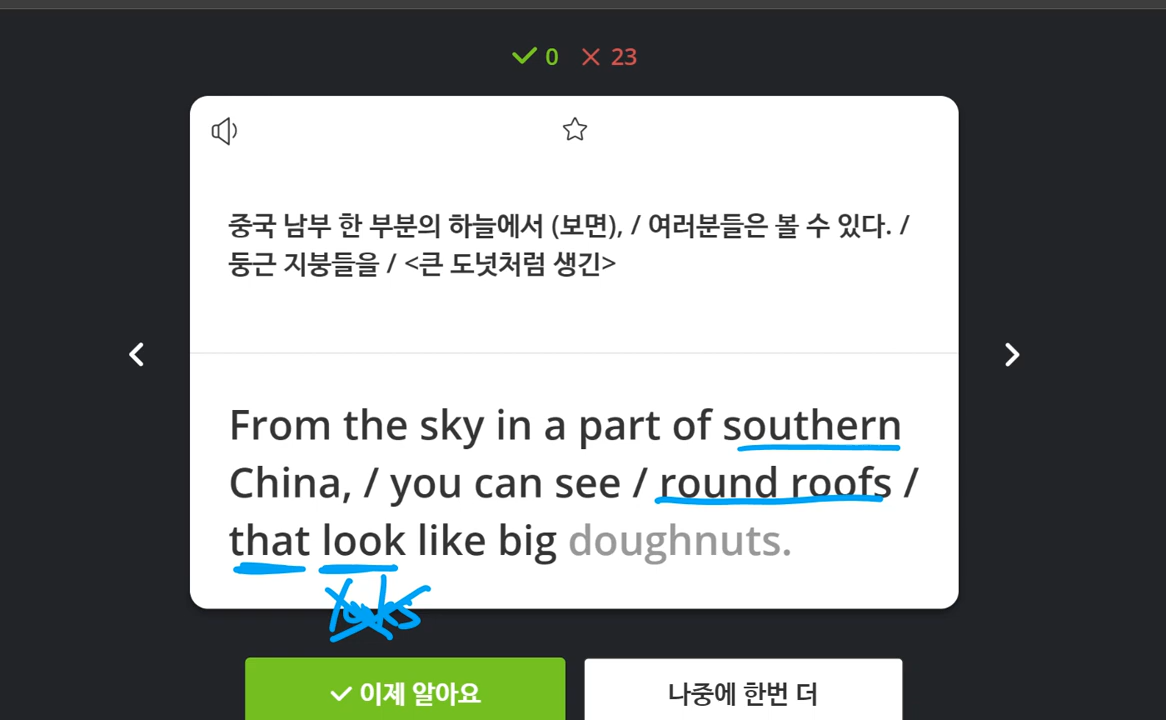 0 23
중국 남부 한 부분의 하늘에서 (보면), / 여러분들은 볼 수 있다. /
둥근 지붕들을 / <큰 도넛처럼 생긴>
From the sky in a part of southern
China, / you can see / round roofs /
that look like big doughnuts.
looks
이제 알아요 나중에 한번 더